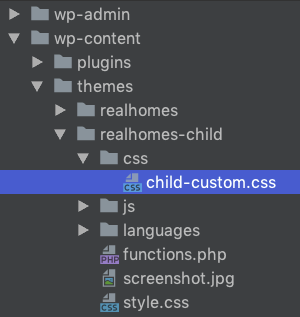 wp-admin
wp-content
plugins
themes
realhomes
realhomes-child
css
CSS child-custom.css
js
languages
PHP functions.php
screenshot.jpg
CSS style.css